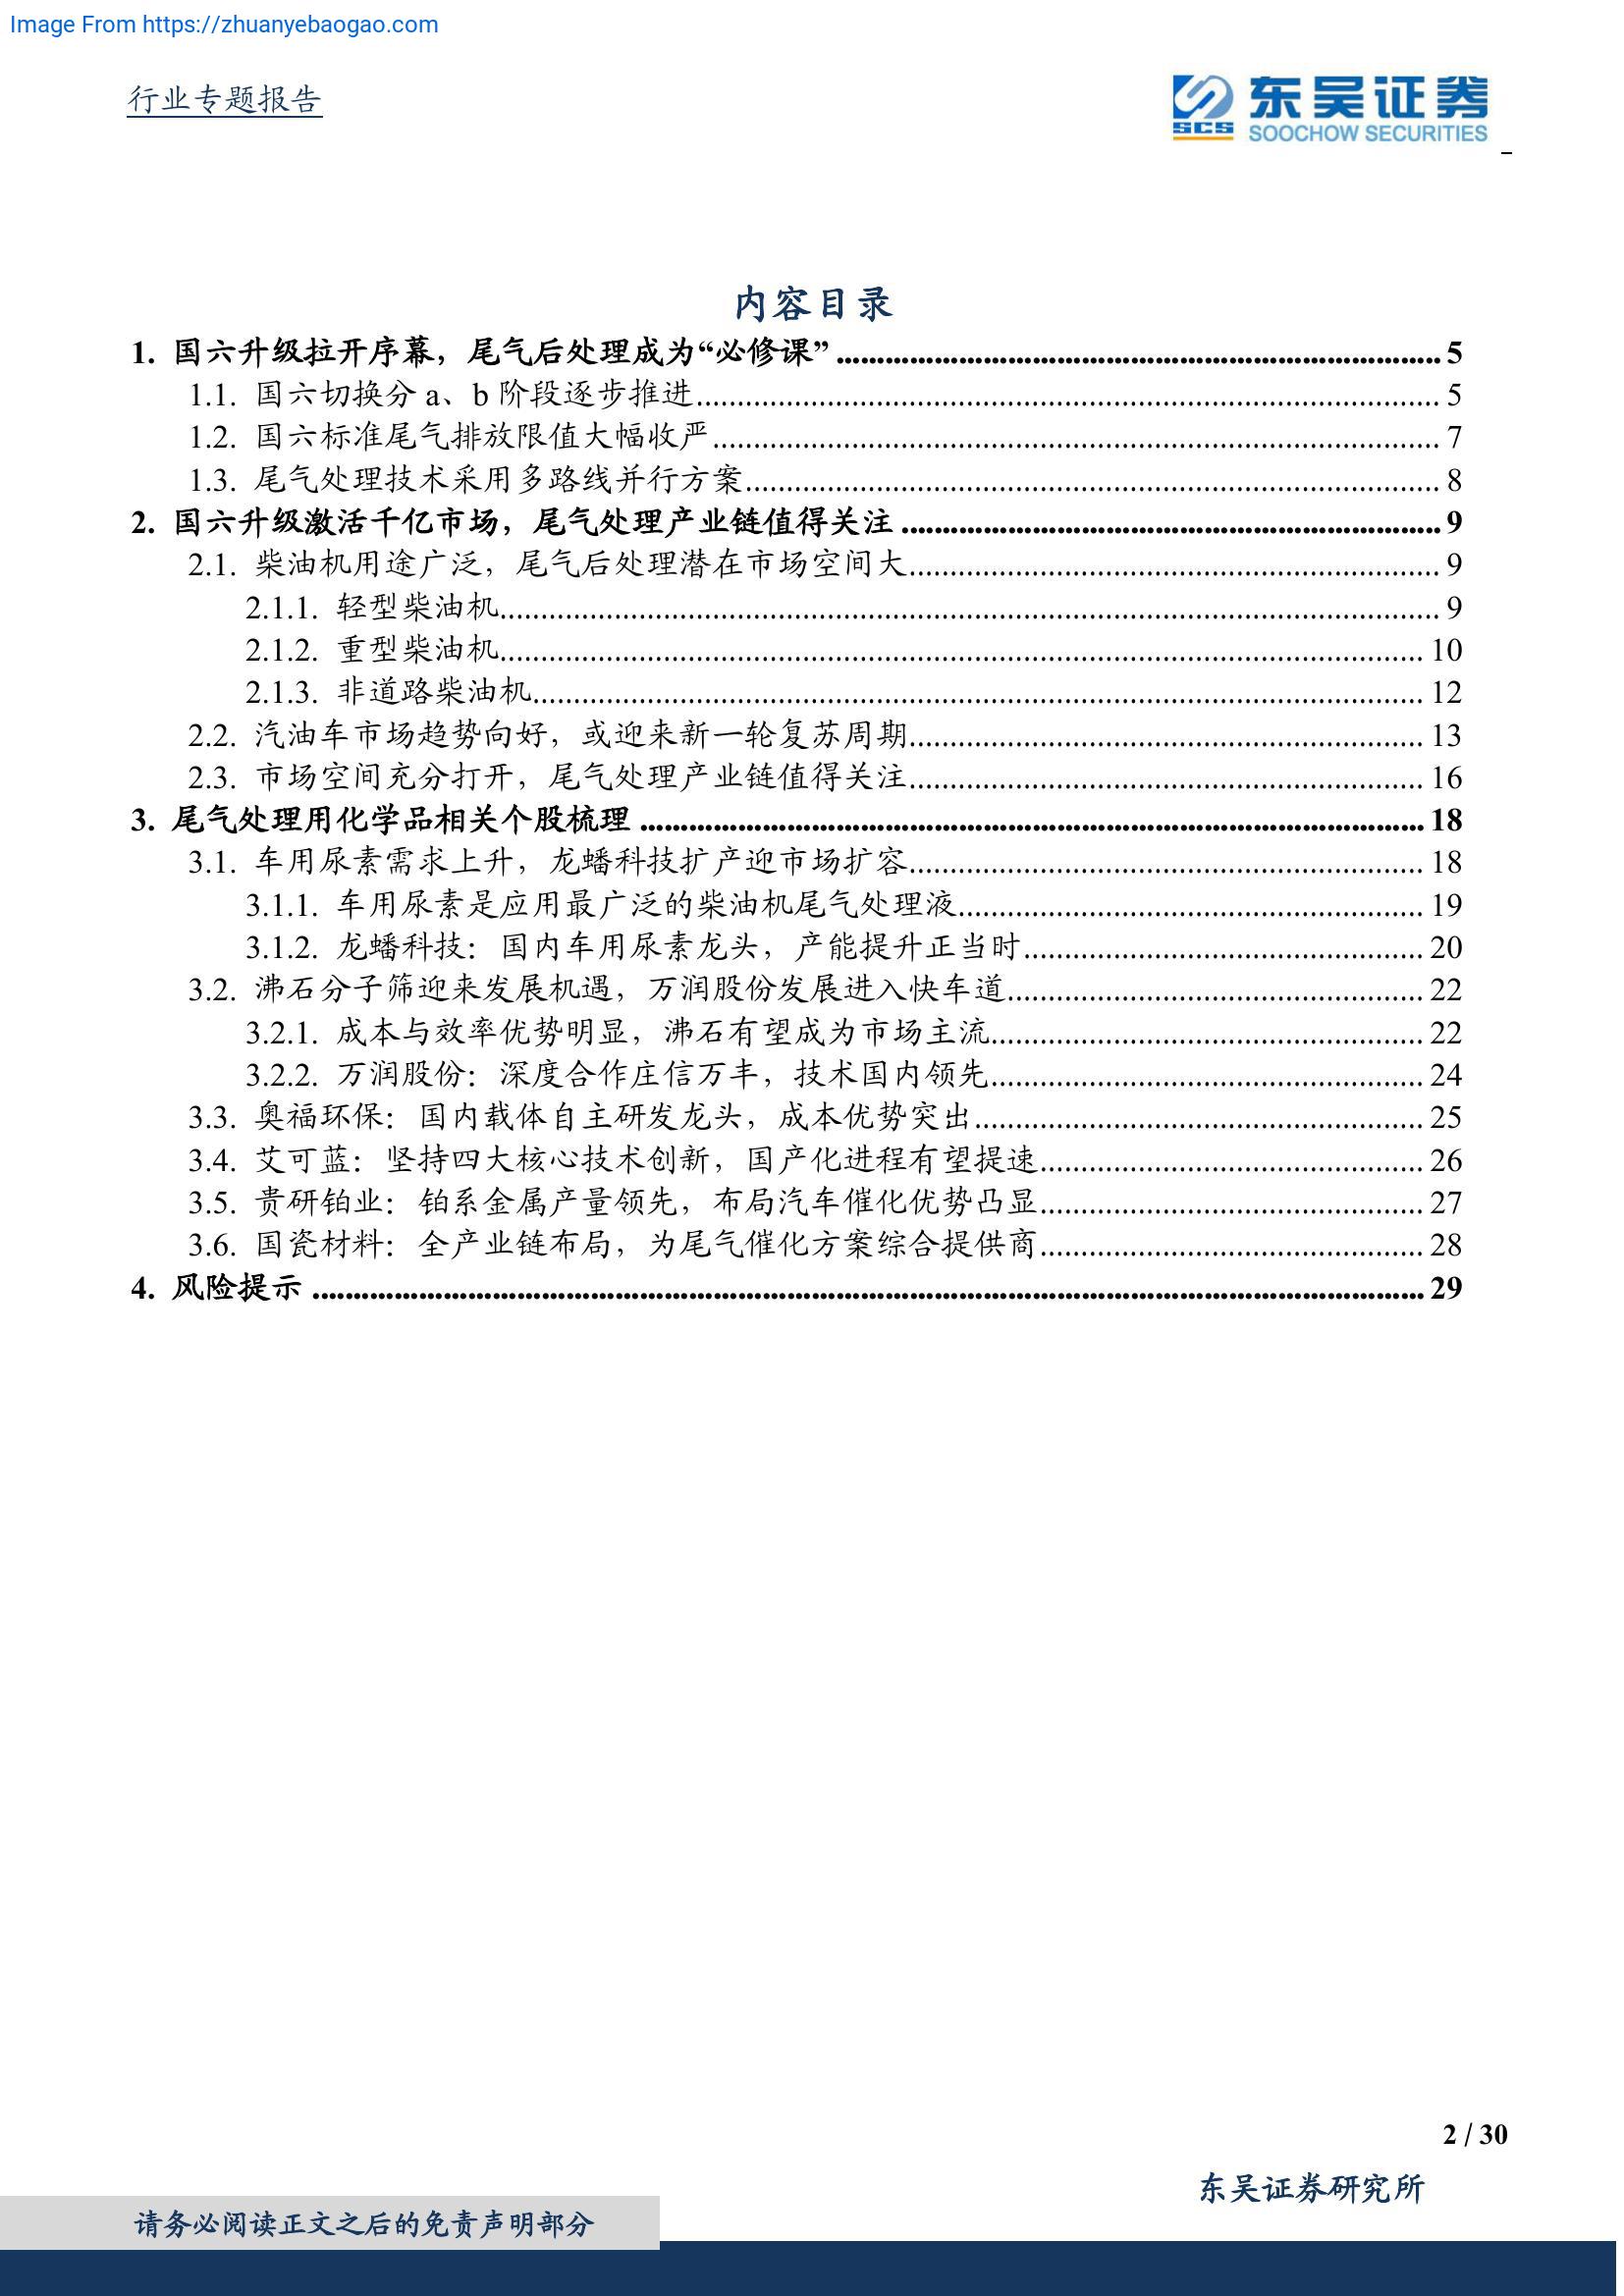 Image From https://zhuanyebaogao.com
行业专题报告
SCS 东吴证券
SOOCHOW SECURITIES
内容目录
1. 国六升级拉开序幕，尾气后处理成为“必修课” 5
1.1. 国六切换分 a、b 阶段逐步推进 5
1.2. 国六标准尾气排放限值大幅收严 7
1.3. 尾气处理技术采用多路线并行方案 8
2. 国六升级激活千亿市场，尾气处理产业链值得关注 9
2.1. 柴油机用途广泛，尾气后处理潜在市场空间大 9
2.1.1. 轻型柴油机 9
2.1.2. 重型柴油机 10
2.1.3. 非道路柴油机 12
2.2. 汽油车市场趋势向好，或迎来新一轮复苏周期 13
2.3. 市场空间充分打开，尾气处理产业链值得关注 16
3. 尾气处理用化学品相关个股梳理 18
3.1. 车用尿素需求上升，龙蟠科技扩产迎市场扩容 18
3.1.1. 车用尿素是应用最广泛的柴油机尾气处理液 19
3.1.2. 龙蟠科技：国内车用尿素龙头，产能提升正当时 20
3.2. 沸石分子筛迎来发展机遇，万润股份发展进入快车道 22
3.2.1. 成本与效率优势明显，沸石有望成为市场主流 22
3.2.2. 万润股份：深度合作庄信万丰，技术国内领先 24
3.3. 奥福环保：国内载体自主研发龙头，成本优势突出 25
3.4. 艾可蓝：坚持四大核心技术创新，国产化进程有望提速 26
3.5. 贵研铂业：铂系金属产量领先，布局汽车催化优势凸显 27
3.6. 国瓷材料：全产业链布局，为尾气催化方案综合提供商 28
4. 风险提示 29
2 / 30
东吴证券研究所
请务必阅读正文之后的免责声明部分